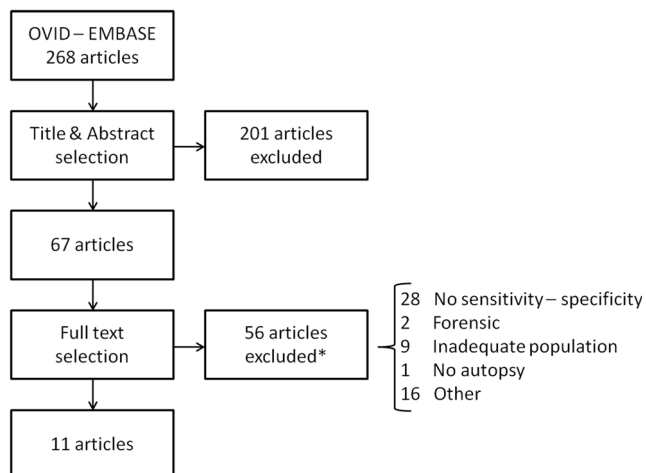 OVID – EMBASE
268 articles
Title & Abstract
selection
201 articles
excluded
67 articles
Full text
selection
56 articles
excluded*
28 No sensitivity – specificity
2 Forensic
9 Inadequate population
1 No autopsy
16 Other
11 articles